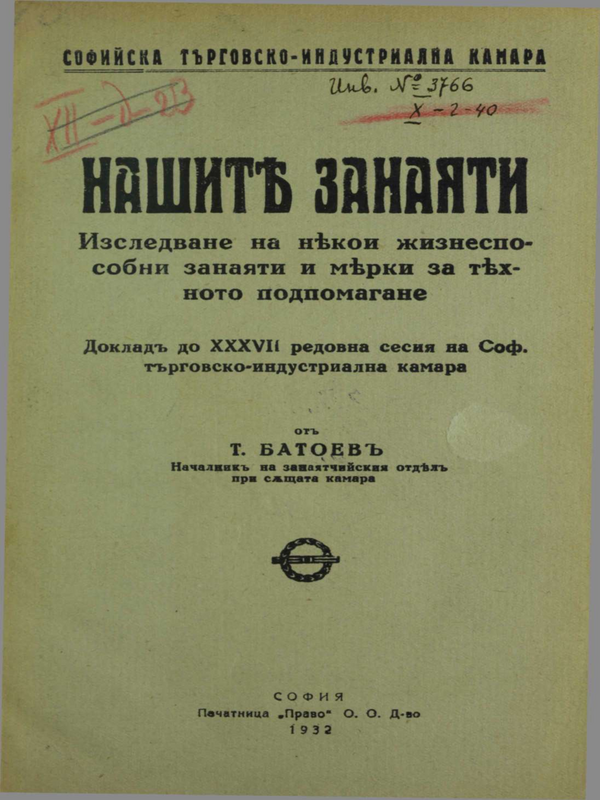 СОФИЙСКА ТЪРГОВСКО-ИНДУСТРИАЛНА КАМАРА
Инв. № 3766
X - 2 - 40
XII - Д - 23
НАШИТѢ ЗАНАЯТИ
Изследване на нѣкои жизнеспо-
собни занаяти и мѣрки за тѣх-
ното подпомагане
Докладъ до XXXVII редовна сесия на Соф.
търговско-индустриална камара
отъ
Т. БАТОЕВЪ
Началникъ на занаятчийския отдѣлъ
при сѫщата камара
СОФИЯ
Печатница „Право“ О. О. Д-во
1932